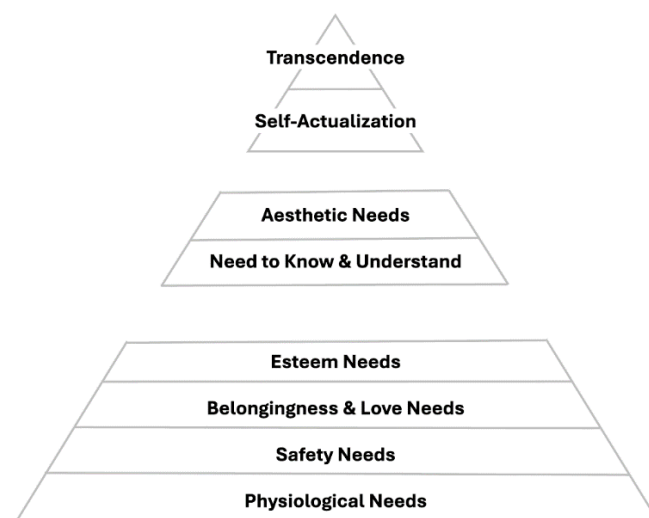 Transcendence
Self-Actualization
Aesthetic Needs
Need to Know & Understand
Esteem Needs
Belongingness & Love Needs
Safety Needs
Physiological Needs